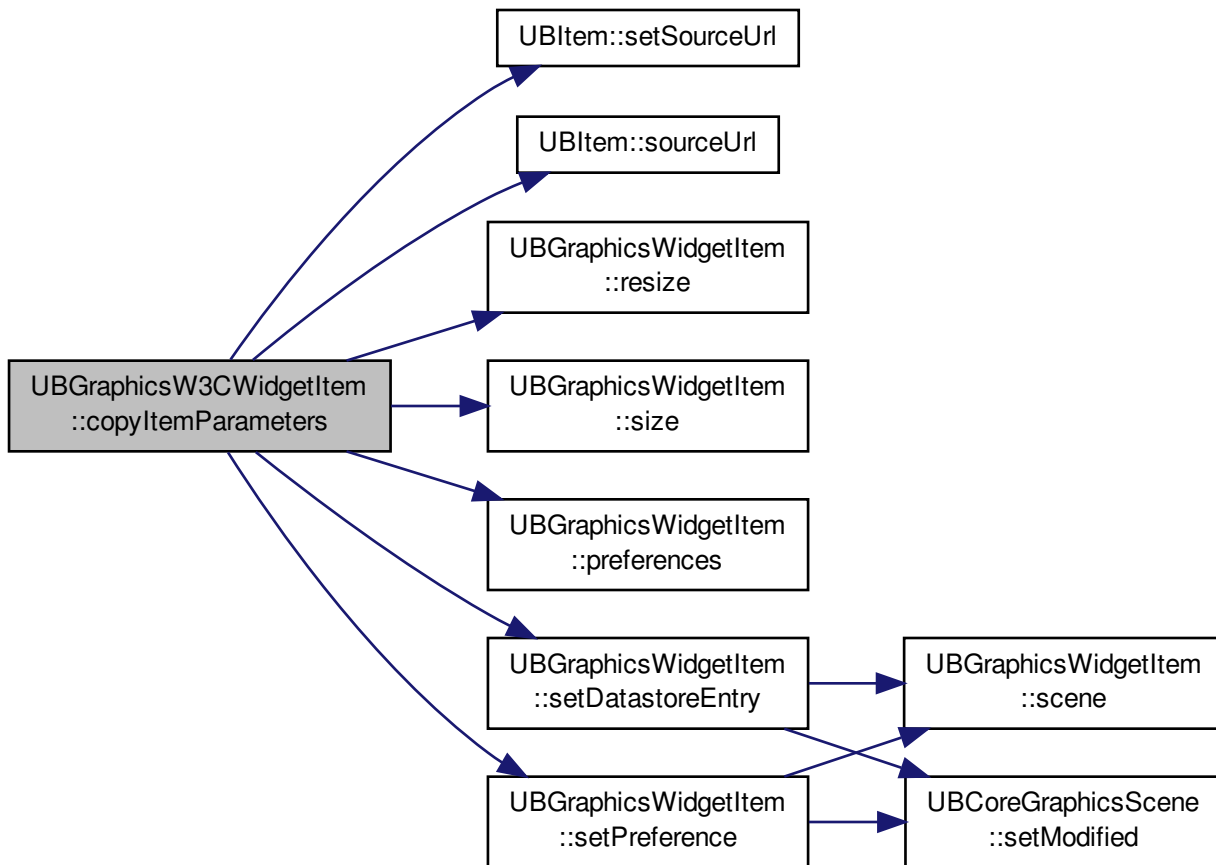 UBItem::setSourceUrl
UBItem::sourceUrl
UBGraphicsWidgetItem
::resize
UBGraphicsW3CWidgetItem
::copyItemParameters
UBGraphicsWidgetItem
::size
UBGraphicsWidgetItem
::preferences
UBGraphicsWidgetItem
::setDatastoreEntry
UBGraphicsWidgetItem
::scene
UBGraphicsWidgetItem
::setPreference
UBCoreGraphicsScene
::setModified